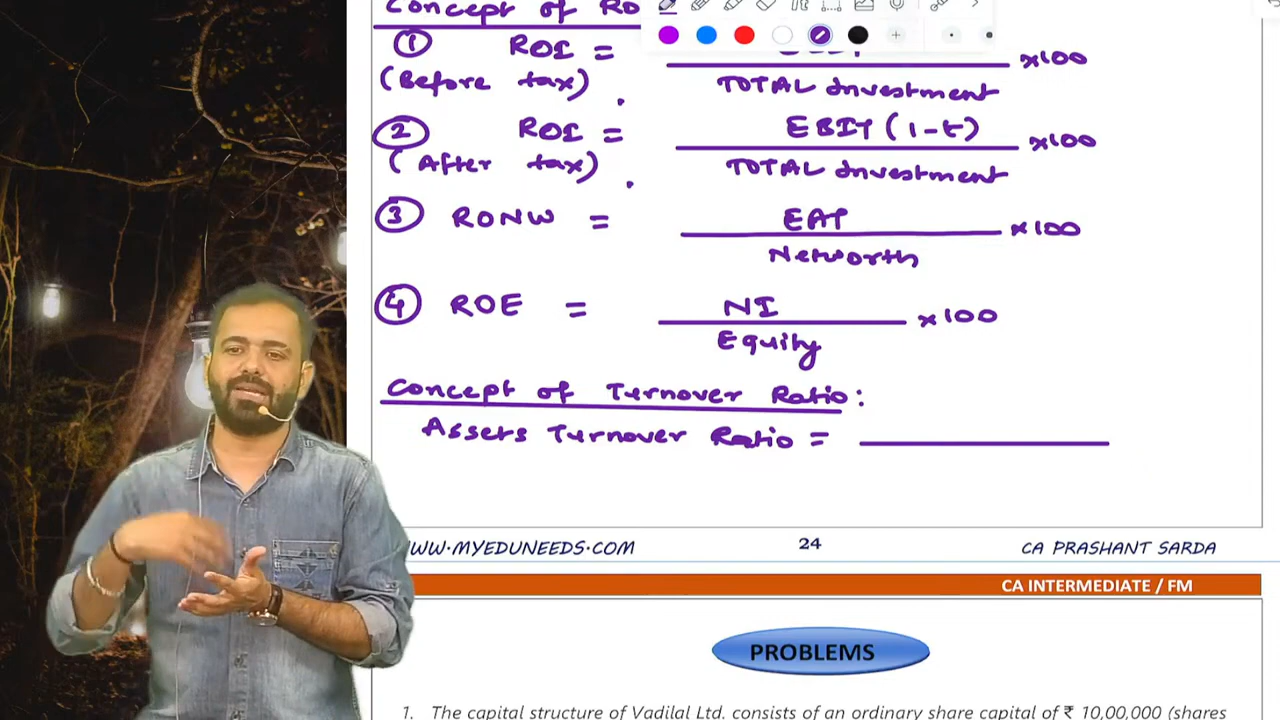 Concept of Ro
① ROI = ×100
(Before tax). TOTAL Investment
② ROI = EBIT (1-t) ×100
(After tax). TOTAL Investment
③ RONW = EAT ×100
Networth
④ ROE = NI ×100
Equity
Concept of Turnover Ratio:
Assets Turnover Ratio =
WWW.MYEDUNEEDS.COM 24 CA PRASHANT SARDA
CA INTERMEDIATE / FM
PROBLEMS
1. The capital structure of Vadilal Ltd. consists of an ordinary share capital of ₹ 10,00,000 (shares